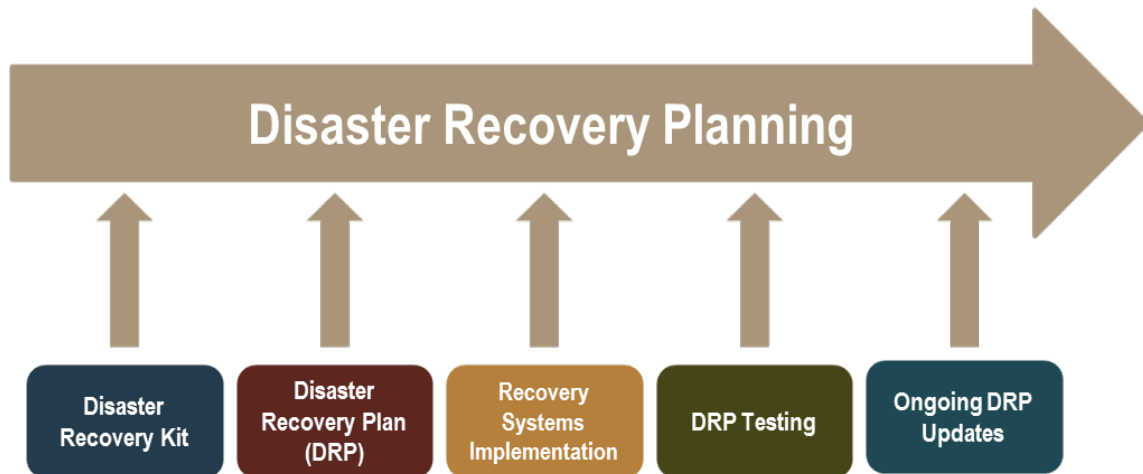 Disaster Recovery Planning
Disaster
Recovery Kit
Disaster
Recovery Plan
(DRP)
Recovery
Systems
Implementation
DRP Testing
Ongoing DRP
Updates